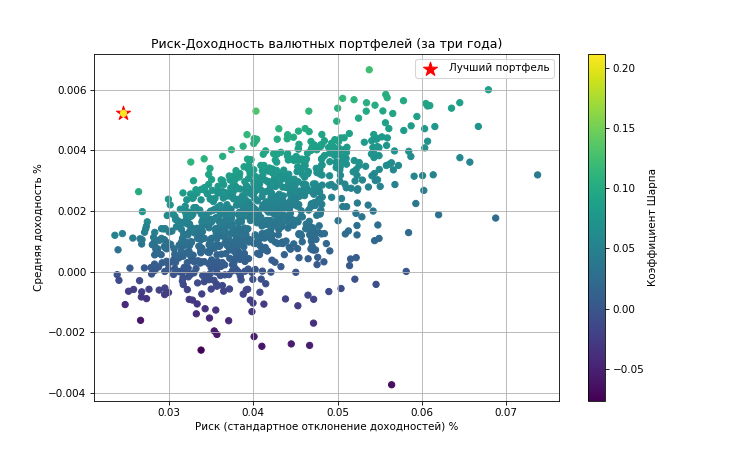 Риск-Доходность валютных портфелей (за три года)
Лучший портфель
Средняя доходность %
0.006
0.004
0.002
0.000
−0.002
−0.004
0.03 0.04 0.05 0.06 0.07
Риск (стандартное отклонение доходностей) %
0.20
0.15
0.10
0.05
0.00
−0.05
Коэффициент Шарпа